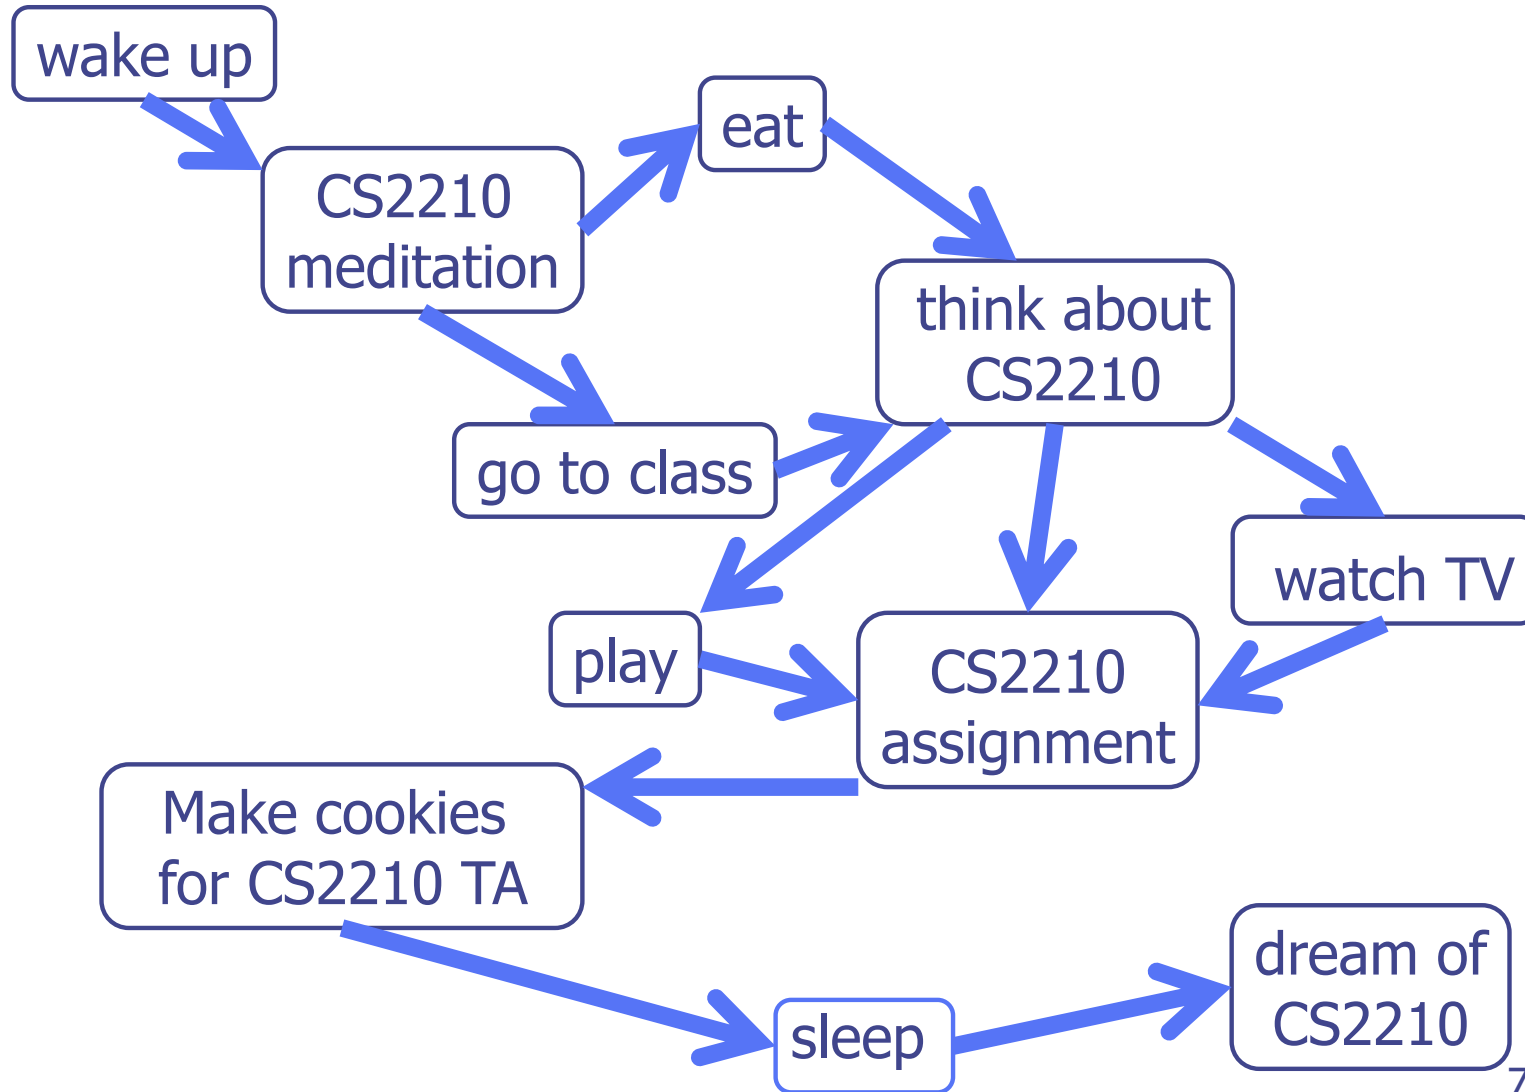 wake up
eat
CS2210
meditation
think about
CS2210
go to class
watch TV
play
CS2210
assignment
Make cookies
for CS2210 TA
dream of
CS2210
sleep
7